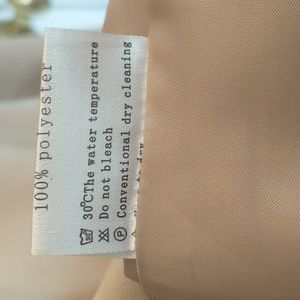 100% polyester
30℃The water temperature
Do not bleach
Conventional dry cleaning